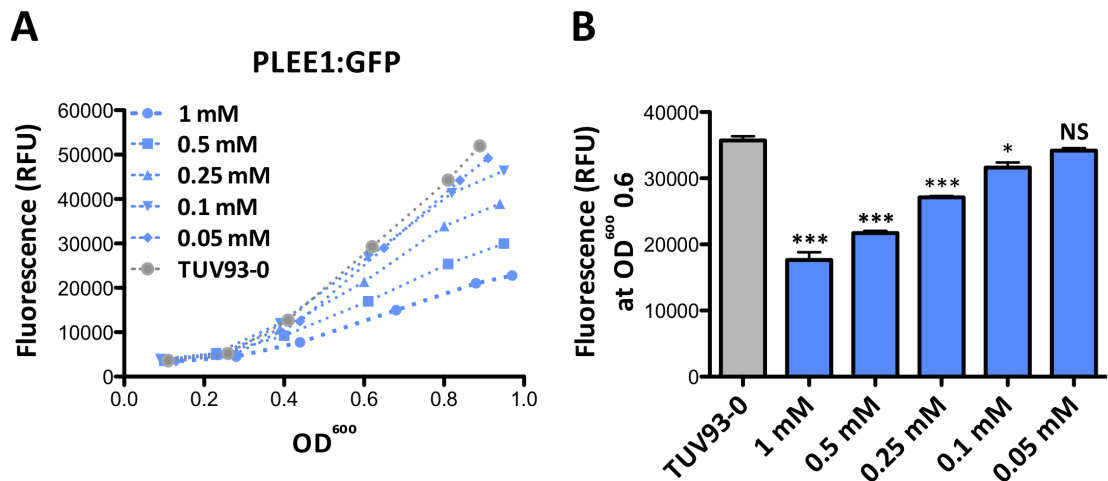 A
PLEE1:GFP
Fluorescence (RFU)
60000
50000
40000
30000
20000
10000
0
1 mM
0.5 mM
0.25 mM
0.1 mM
0.05 mM
TUV93-0
0.0 0.2 0.4 0.6 0.8 1.0
OD⁶⁰⁰
B
Fluorescence (RFU)
at OD⁶⁰⁰ 0.6
40000
30000
20000
10000
0
***
***
***
*
NS
TUV93-0
1 mM
0.5 mM
0.25 mM
0.1 mM
0.05 mM